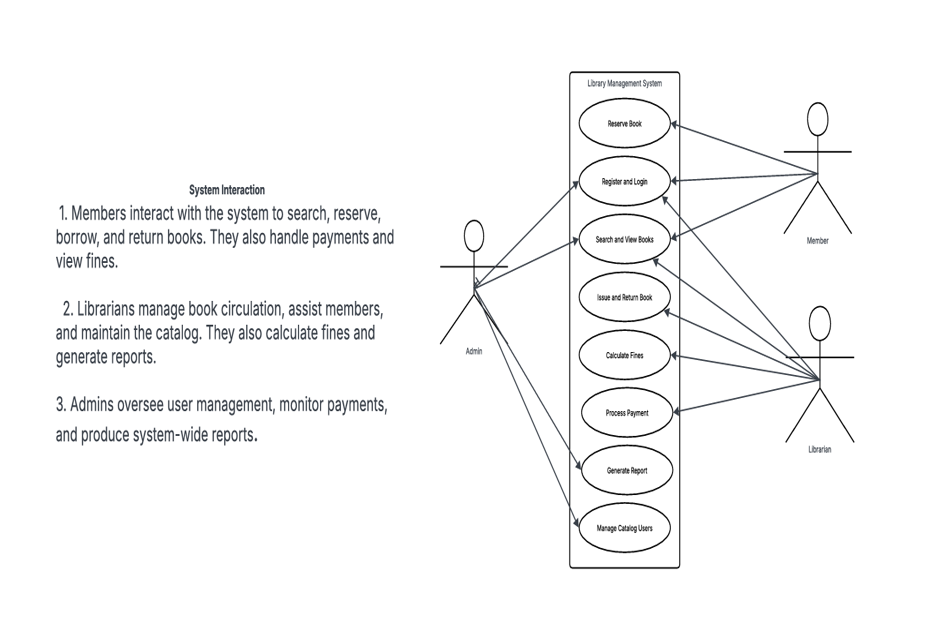 System Interaction
1. Members interact with the system to search, reserve,
borrow, and return books. They also handle payments and
view fines.
2. Librarians manage book circulation, assist members,
and maintain the catalog. They also calculate fines and
generate reports.
3. Admins oversee user management, monitor payments,
and produce system-wide reports.
Library Management System
Reserve Book
Register and Login
Search and View Books
Issue and Return Book
Calculate Fines
Process Payment
Generate Report
Manage Catalog Users
Admin
Member
Librarian